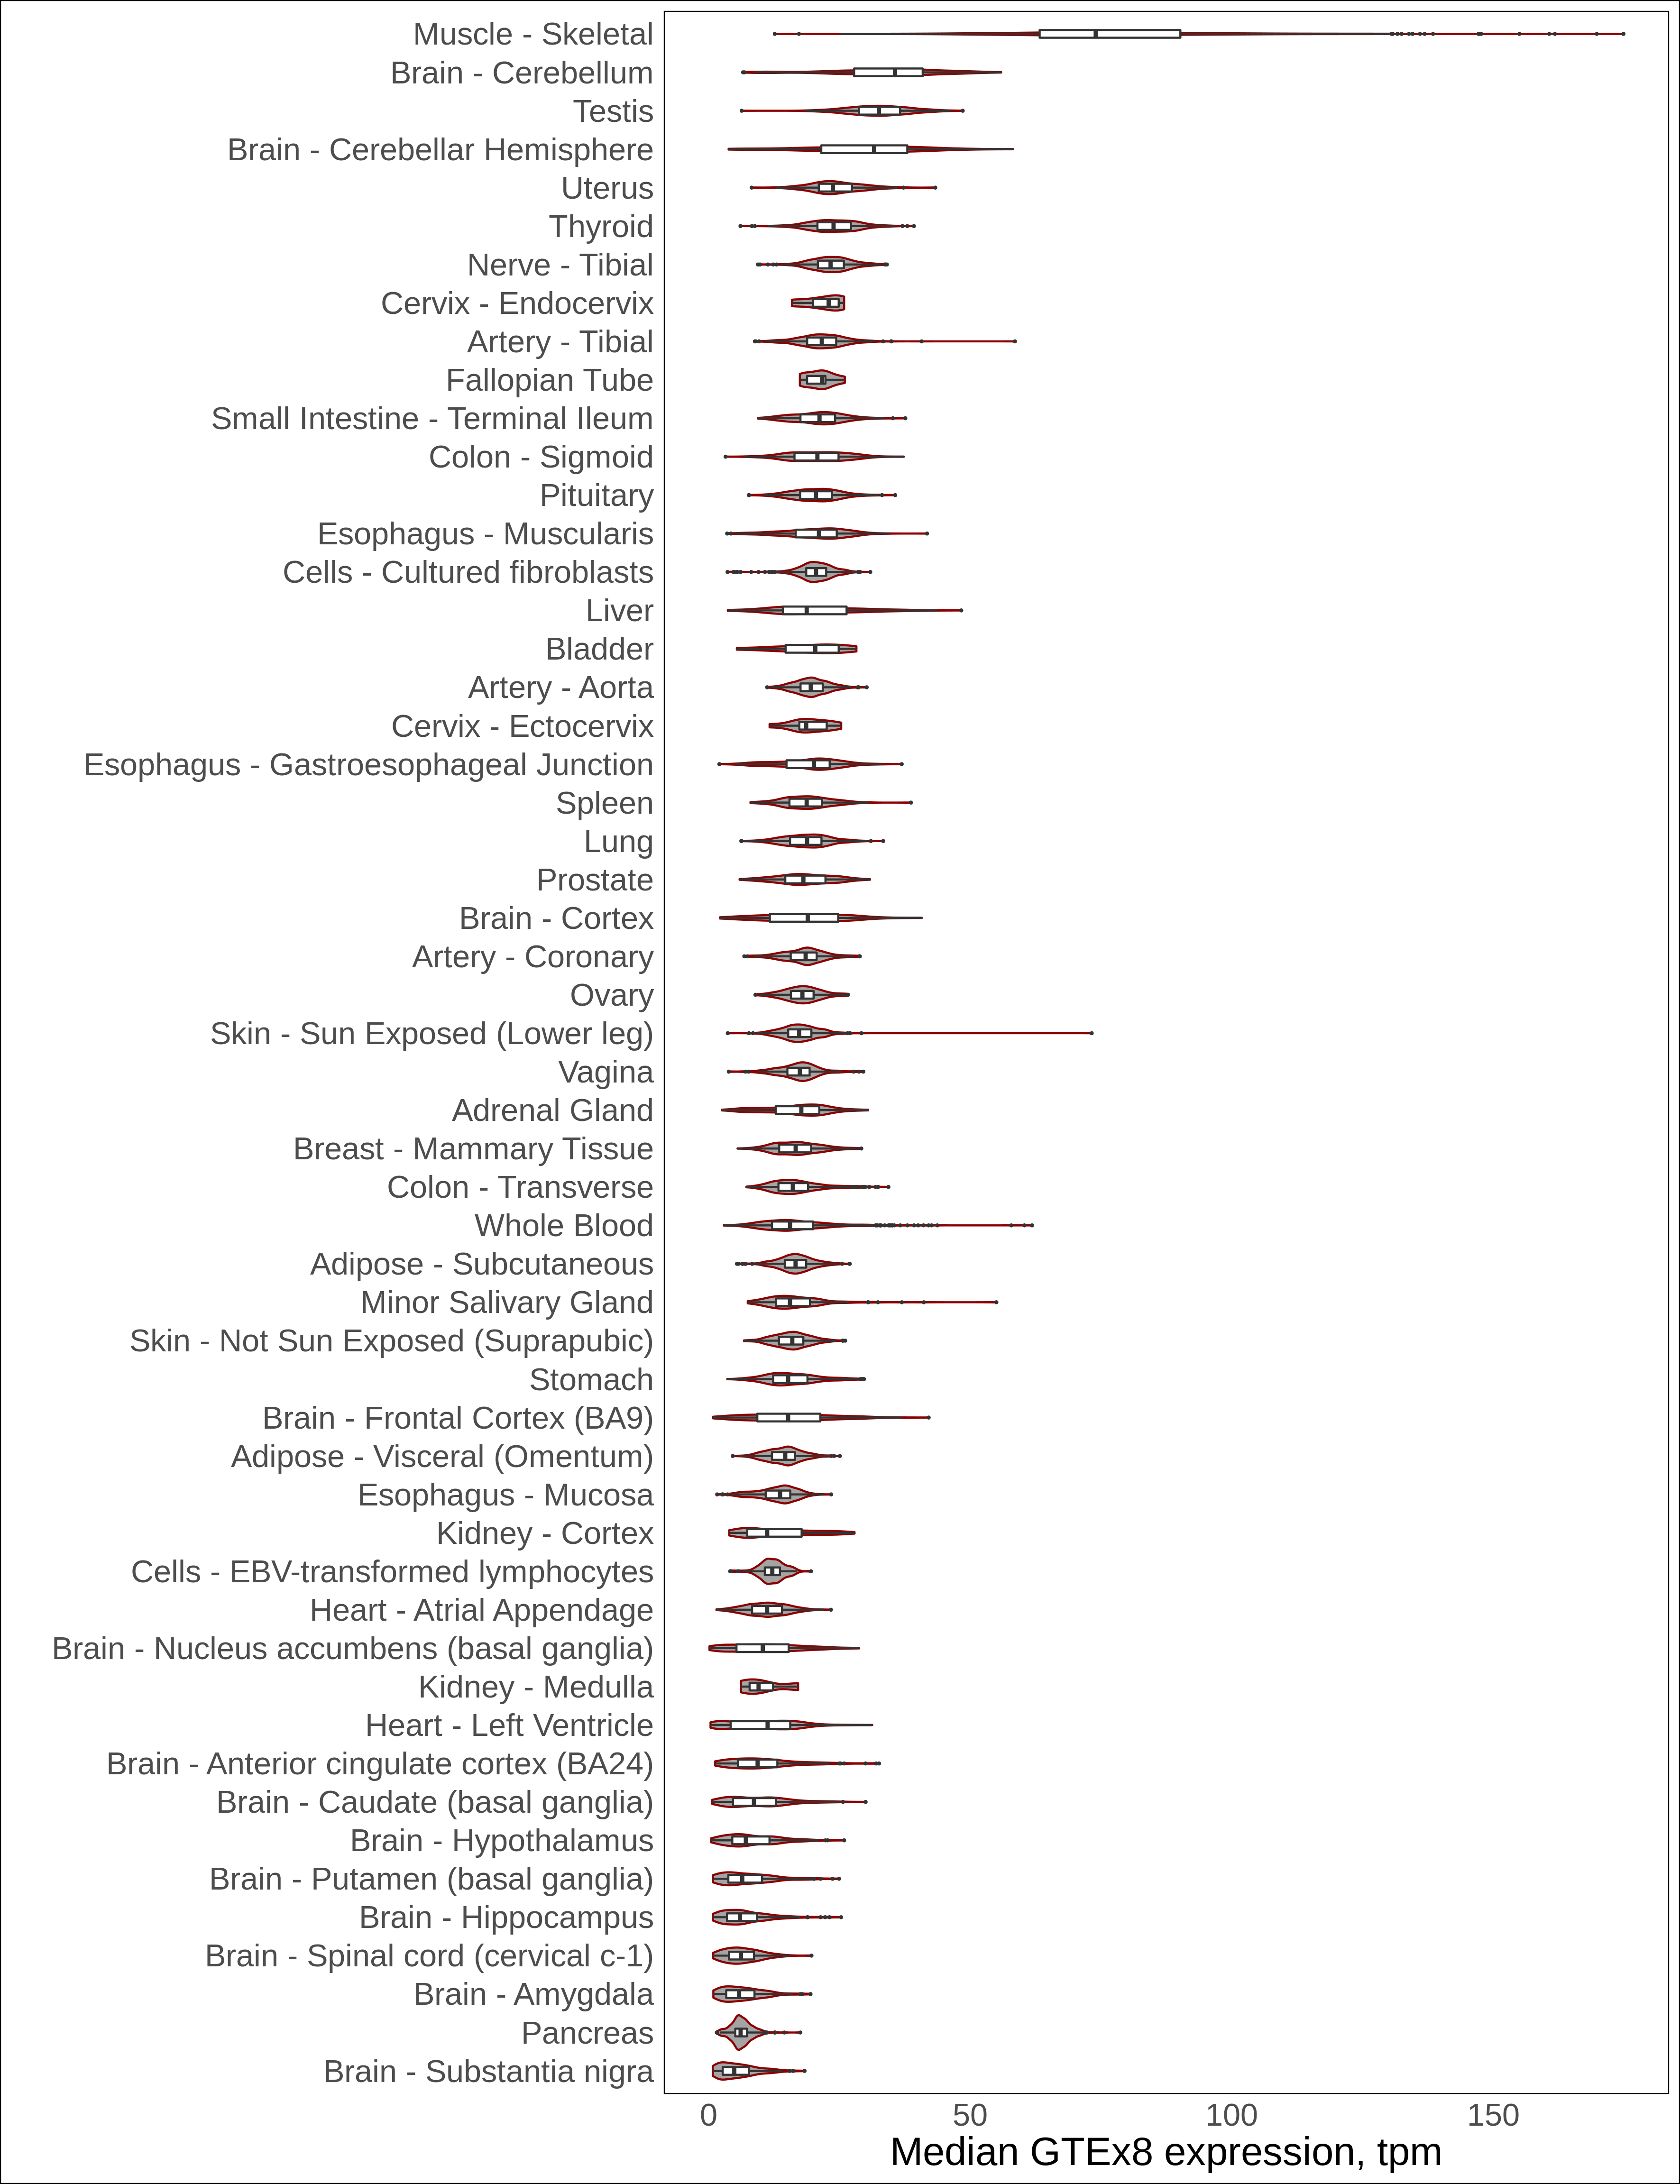 Muscle - Skeletal
Brain - Cerebellum
Testis
Brain - Cerebellar Hemisphere
Uterus
Thyroid
Nerve - Tibial
Cervix - Endocervix
Artery - Tibial
Fallopian Tube
Small Intestine - Terminal Ileum
Colon - Sigmoid
Pituitary
Esophagus - Muscularis
Cells - Cultured fibroblasts
Liver
Bladder
Artery - Aorta
Cervix - Ectocervix
Esophagus - Gastroesophageal Junction
Spleen
Lung
Prostate
Brain - Cortex
Artery - Coronary
Ovary
Skin - Sun Exposed (Lower leg)
Vagina
Adrenal Gland
Breast - Mammary Tissue
Colon - Transverse
Whole Blood
Adipose - Subcutaneous
Minor Salivary Gland
Skin - Not Sun Exposed (Suprapubic)
Stomach
Brain - Frontal Cortex (BA9)
Adipose - Visceral (Omentum)
Esophagus - Mucosa
Kidney - Cortex
Cells - EBV-transformed lymphocytes
Heart - Atrial Appendage
Brain - Nucleus accumbens (basal ganglia)
Kidney - Medulla
Heart - Left Ventricle
Brain - Anterior cingulate cortex (BA24)
Brain - Caudate (basal ganglia)
Brain - Hypothalamus
Brain - Putamen (basal ganglia)
Brain - Hippocampus
Brain - Spinal cord (cervical c-1)
Brain - Amygdala
Pancreas
Brain - Substantia nigra
0 50 100 150
Median GTEx8 expression, tpm